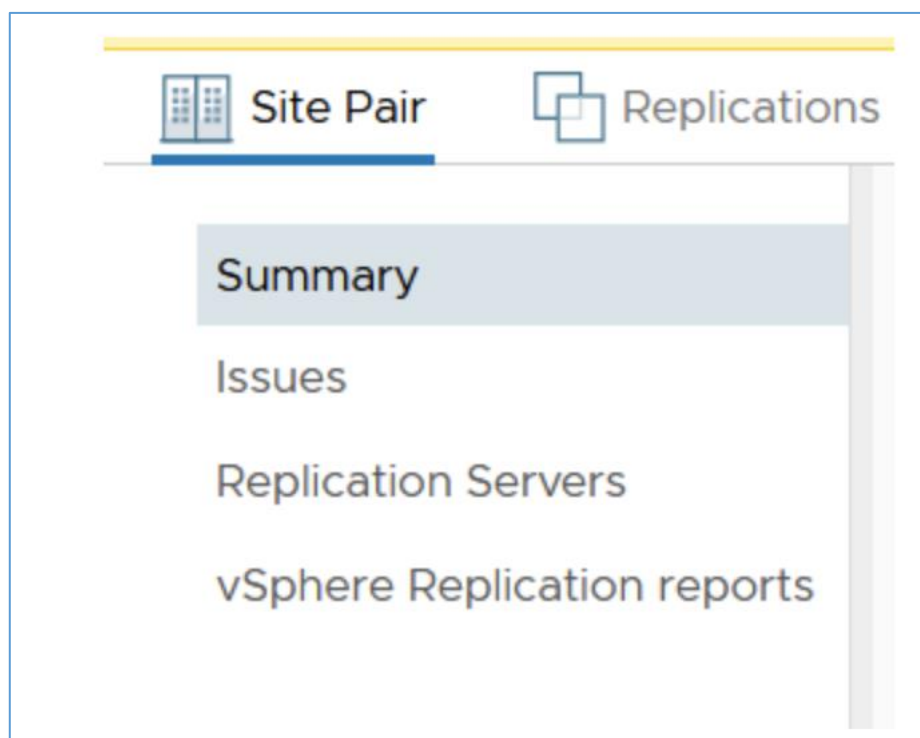 Site Pair Replications
Summary
Issues
Replication Servers
vSphere Replication reports